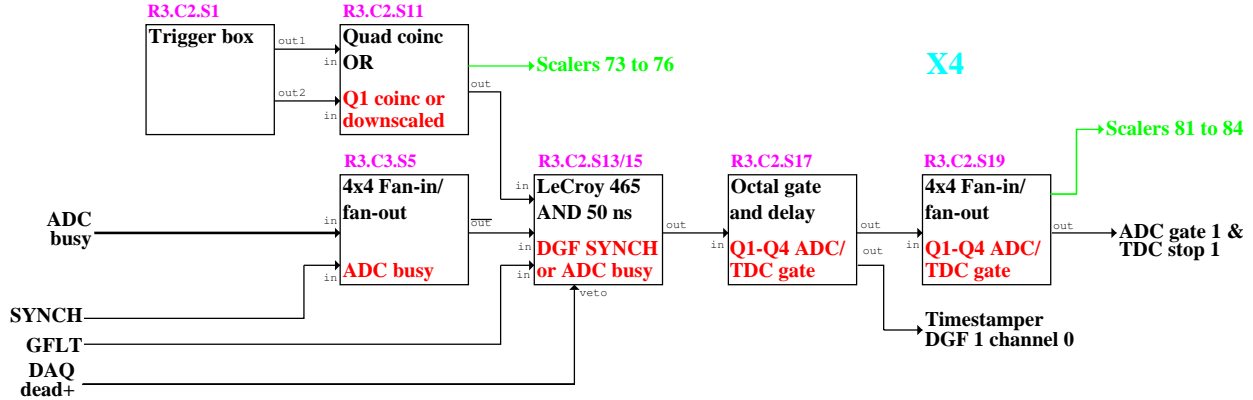 R3.C2.S1
Trigger box
out1
out2
R3.C2.S11
in
Quad coinc
OR
in
Q1 coinc or
downscaled
out
Scalers 73 to 76
X4
Scalers 81 to 84
R3.C3.S5
ADC
busy
in
4x4 Fan-in/
fan-out
in
ADC busy
out
SYNCH
GFLT
DAQ
dead+
R3.C2.S13/15
in
LeCroy 465
AND 50 ns
in
DGF SYNCH
or ADC busy
in
veto
out
R3.C2.S17
Octal gate
and delay
in
Q1-Q4 ADC/
TDC gate
out
out
R3.C2.S19
4x4 Fan-in/
fan-out
in
Q1-Q4 ADC/
TDC gate
out
out
ADC gate 1 &
TDC stop 1
Timestamper
DGF 1 channel 0